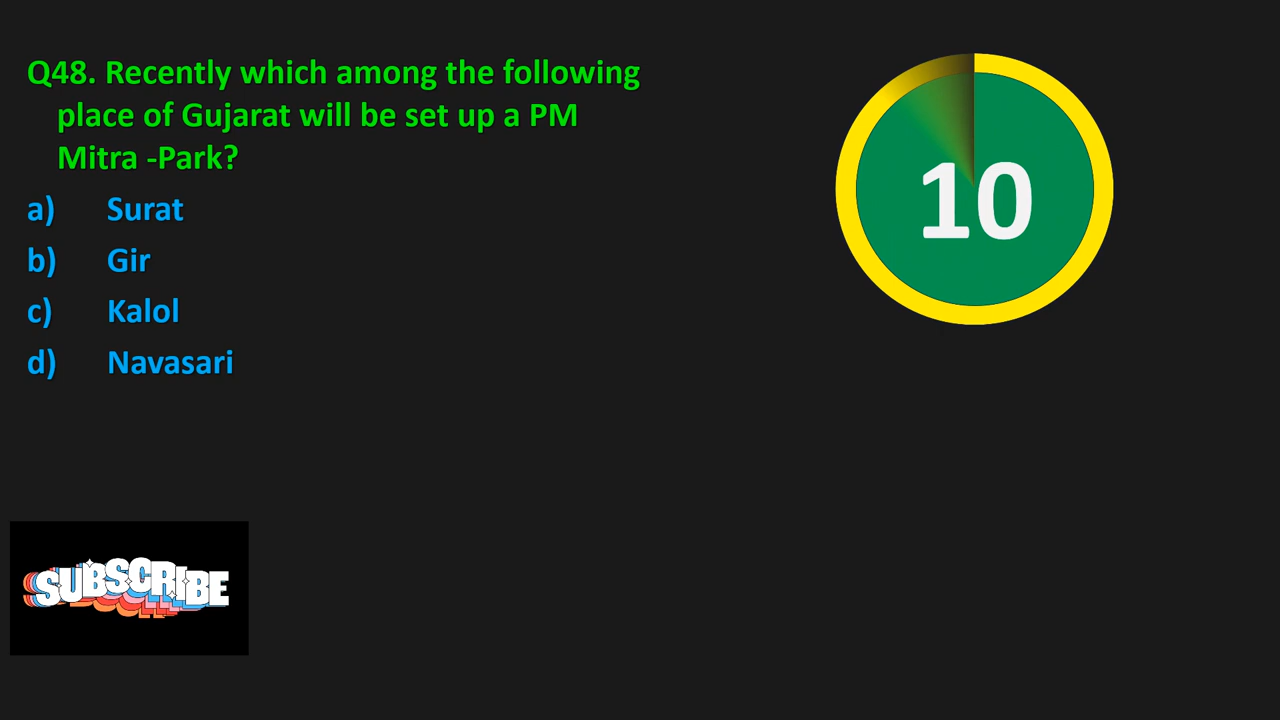 Q48. Recently which among the following
place of Gujarat will be set up a PM
Mitra -Park?
a) Surat
b) Gir
c) Kalol
d) Navasari
10
SUBSCRIBE